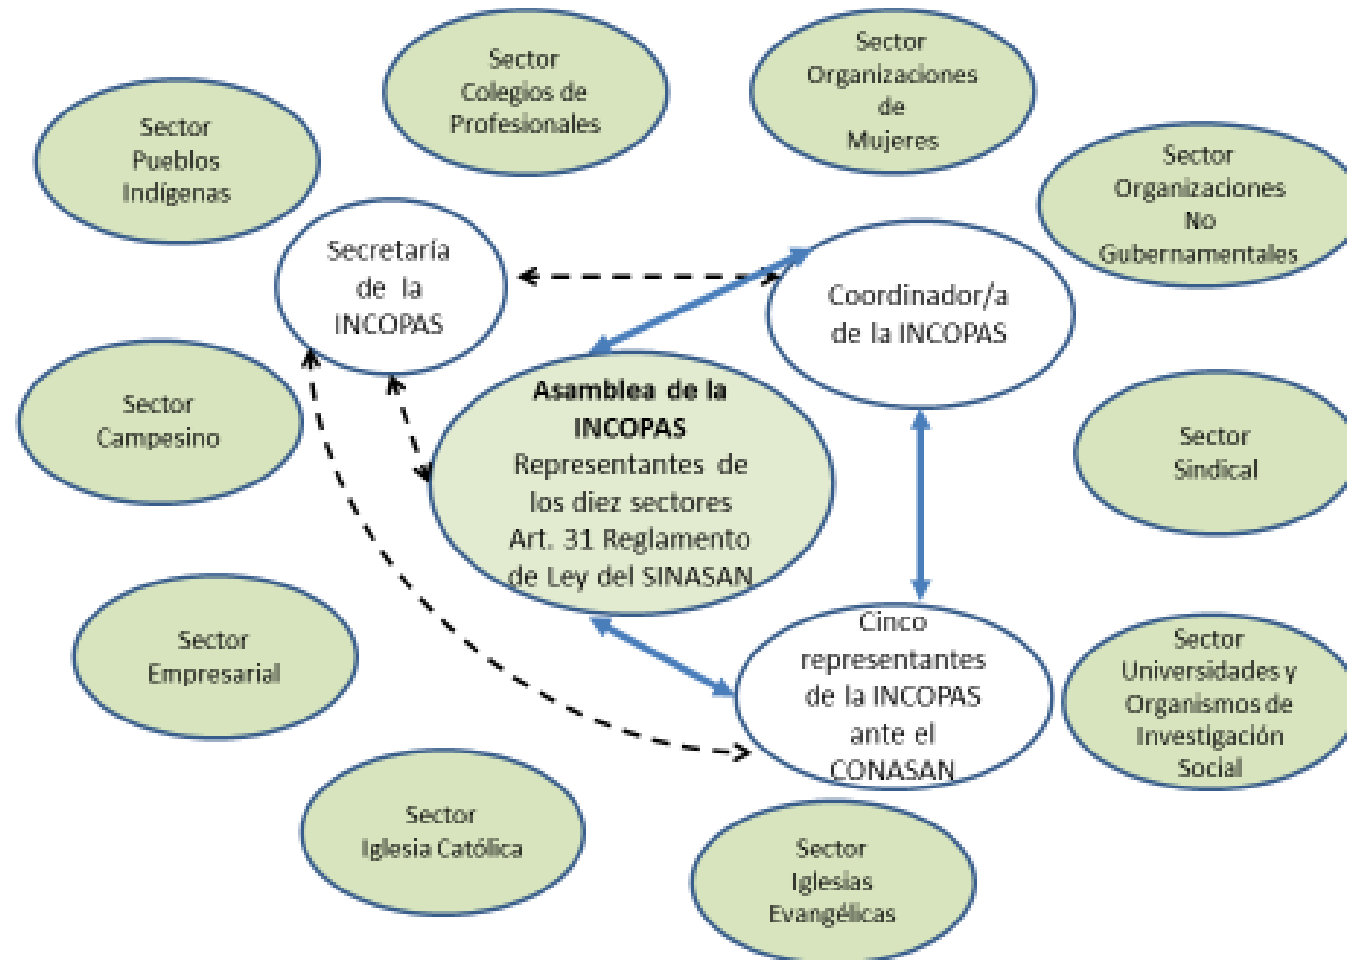 Sector
Colegios de
Profesionales
Sector
Organizaciones
de
Mujeres
Sector
Pueblos
Indígenas
Sector
Organizaciones
No
Gubernamentales
Secretaría
de la
INCOPAS
Coordinador/a
de la INCOPAS
Asamblea de la
INCOPAS
Representantes de
los diez sectores
Art. 31 Reglamento
de Ley del SINASAN
Sector
Campesino
Sector
Sindical
Sector
Empresarial
Cinco
representantes
de la INCOPAS
ante el
CONASAN
Sector
Universidades y
Organismos de
Investigación
Social
Sector
Iglesia Católica
Sector
Iglesias
Evangélicas